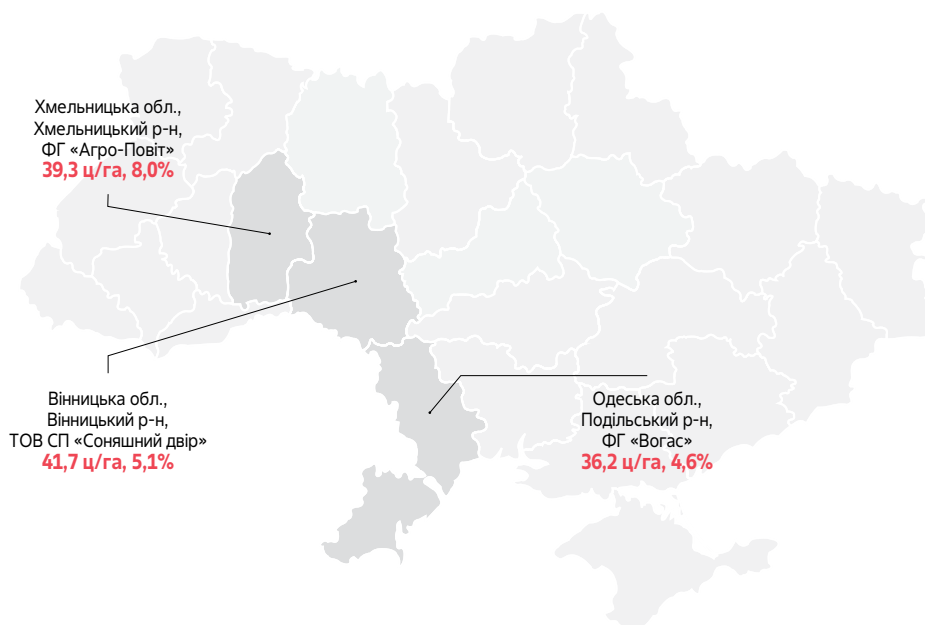 Хмельницька обл.,
Хмельницький р-н,
ФГ «Агро-Повіт»
39,3 ц/га, 8,0%
Вінницька обл.,
Вінницький р-н,
ТОВ СП «Соняшний двір»
41,7 ц/га, 5,1%
Одеська обл.,
Подільський р-н,
ФГ «Вогас»
36,2 ц/га, 4,6%